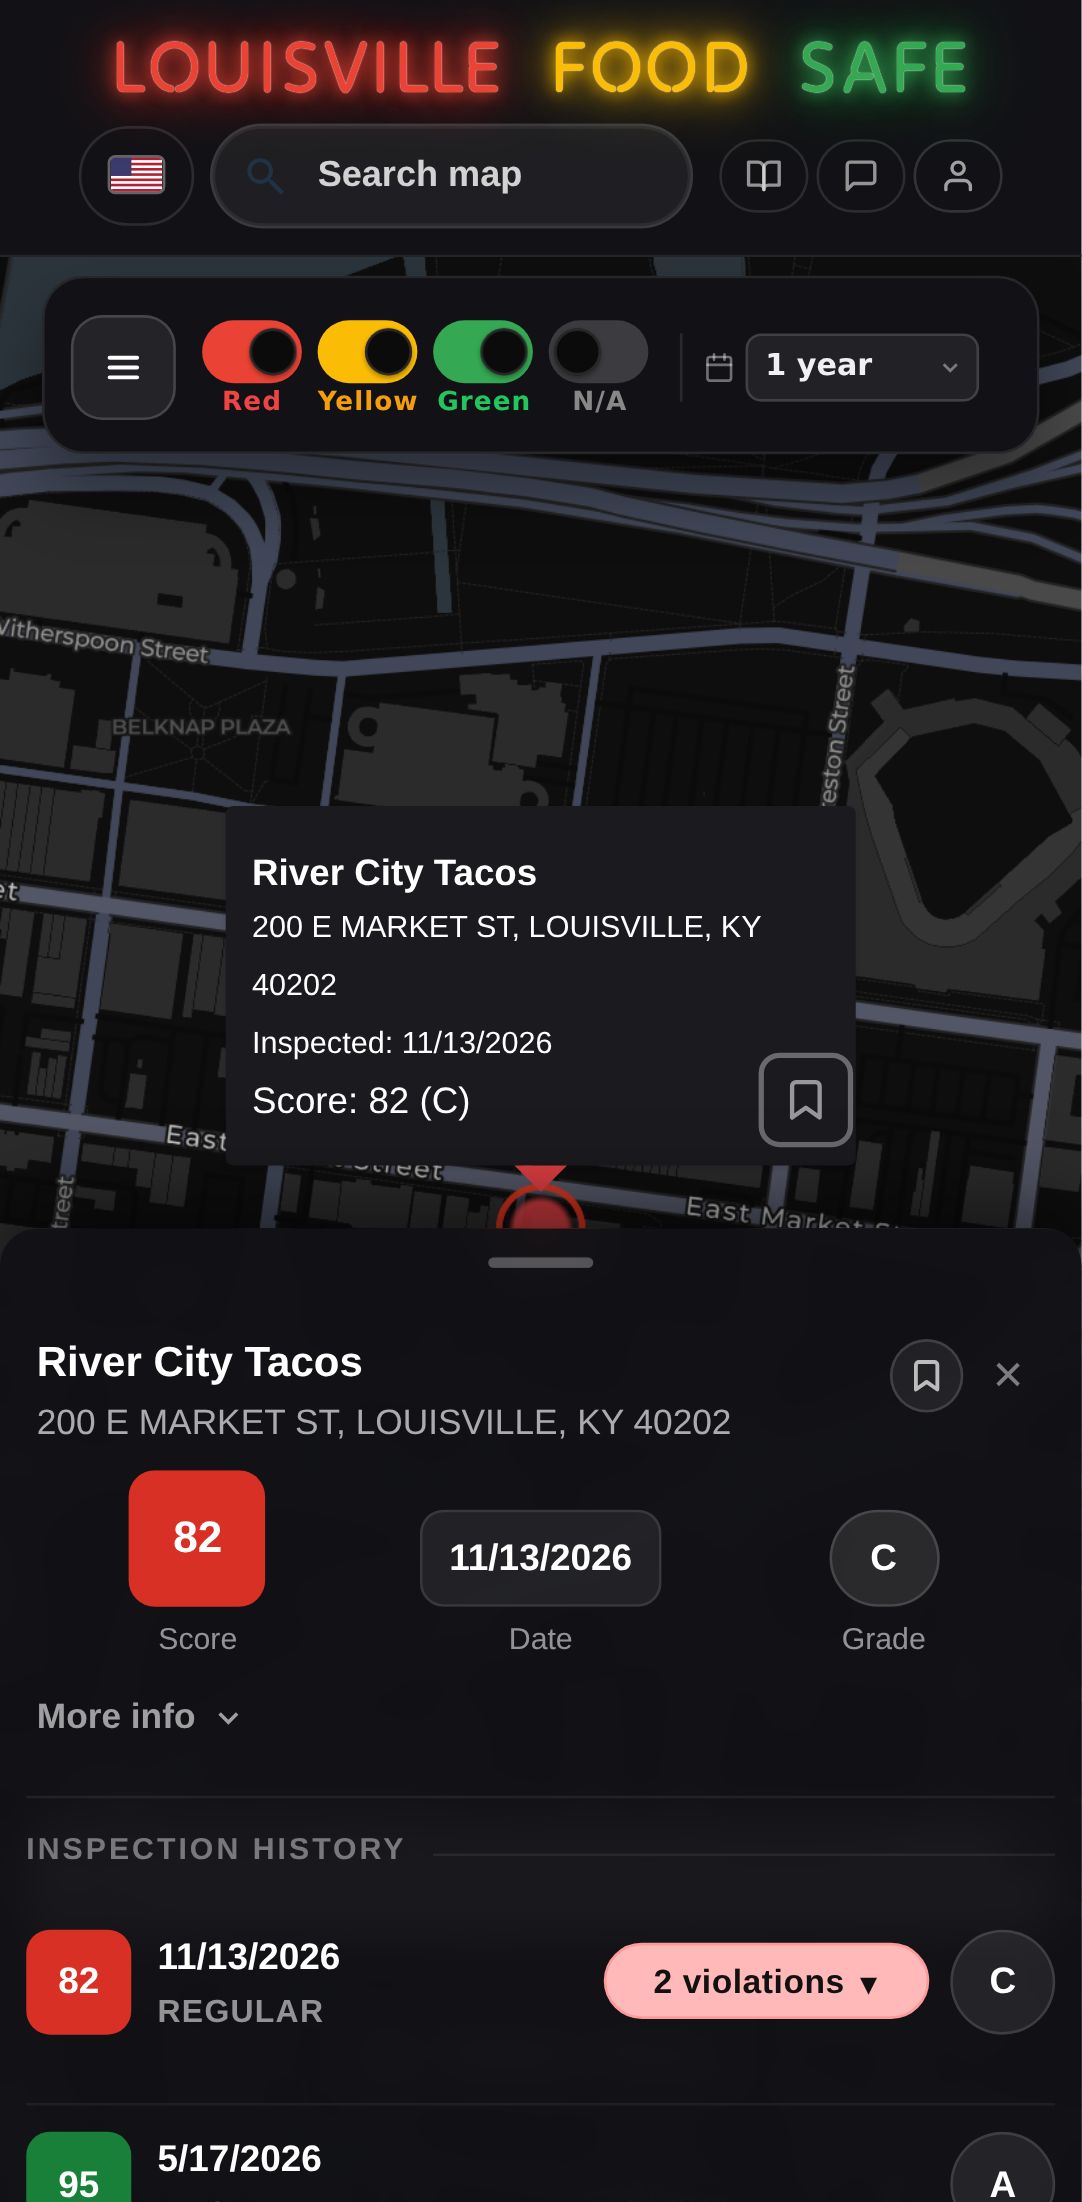 LOUISVILLE FOOD SAFE
Search map
Red Yellow Green N/A
1 year
Witherspoon Street
BELKNAP PLAZA
River City Tacos
200 E MARKET ST, LOUISVILLE, KY
40202
Inspected: 11/13/2026
Score: 82 (C)
East
Street
East Market
River City Tacos
200 E MARKET ST, LOUISVILLE, KY 40202
82
11/13/2026
C
Score
Date
Grade
More info
INSPECTION HISTORY
82
11/13/2026
REGULAR
2 violations ▼
C
95
5/17/2026
A